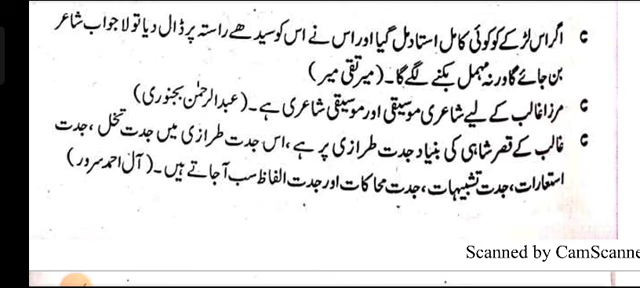 اگر اس لڑکے کو کوئی کامل استاد مل گیا اور اس نے اس کو سیدھے راستہ پر ڈال دیا تو لا جواب شاعر
بن جائے گا ورنہ مہمل بکنے لگے گا۔ (میر تقی میر)
مرزا غالب کے لیے شاعری موسیقی اور موسیقی شاعری ہے۔ (عبدالرحمٰن بجنوری)
غالب کے قصر شاہی کی بنیاد جدت طرازی پر ہے، اس جدت طرازی میں جدت تخیل، جدت
استعارات، جدت تشبیہات، جدت محاکات اور جدت الفاظ سب آ جاتے ہیں۔ (آل احمد سرور)
Scanned by CamScanne